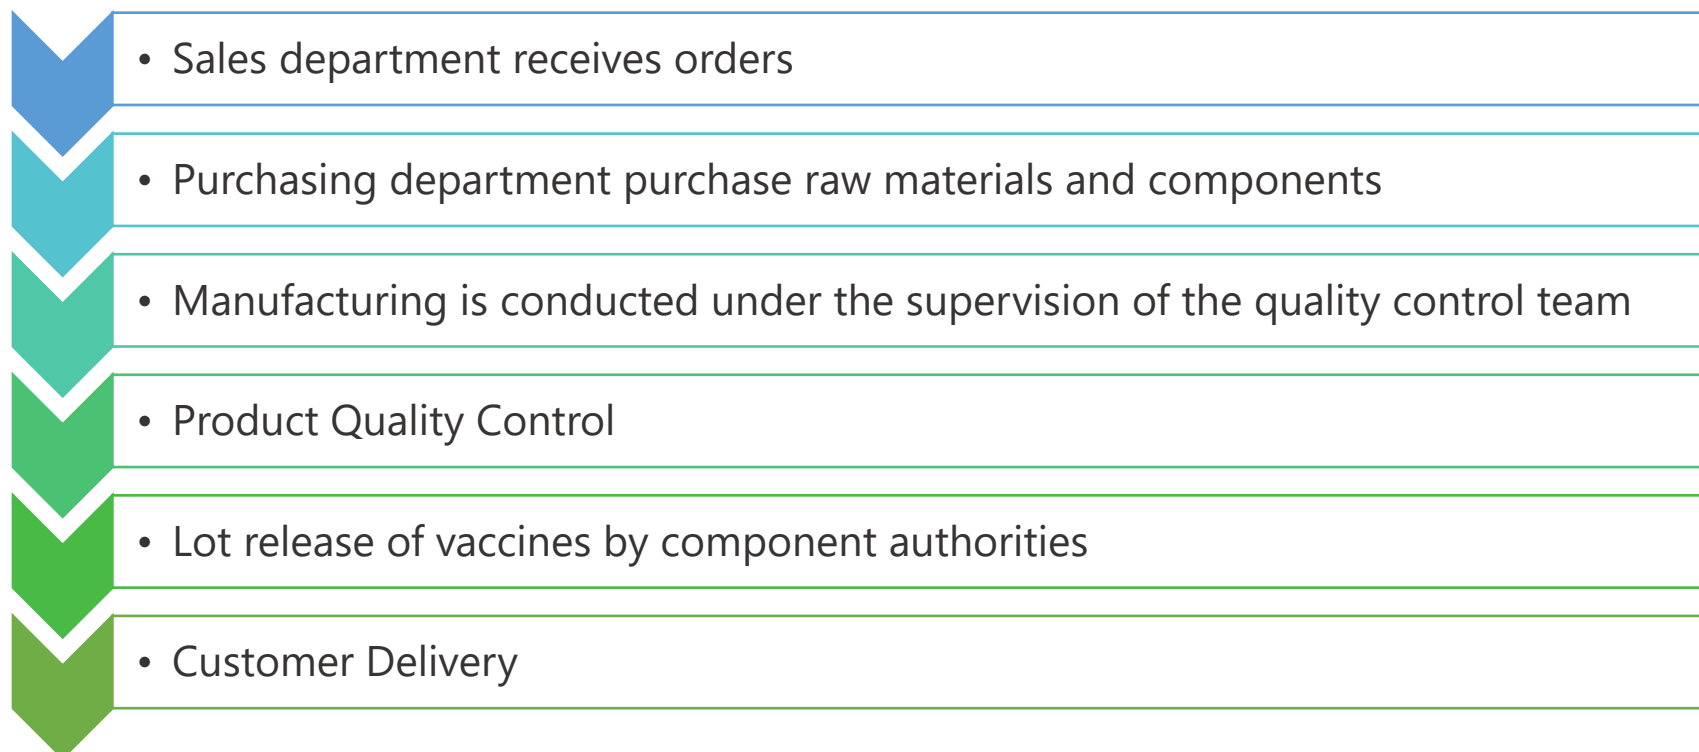 • Sales department receives orders
• Purchasing department purchase raw materials and components
• Manufacturing is conducted under the supervision of the quality control team
• Product Quality Control
• Lot release of vaccines by component authorities
• Customer Delivery